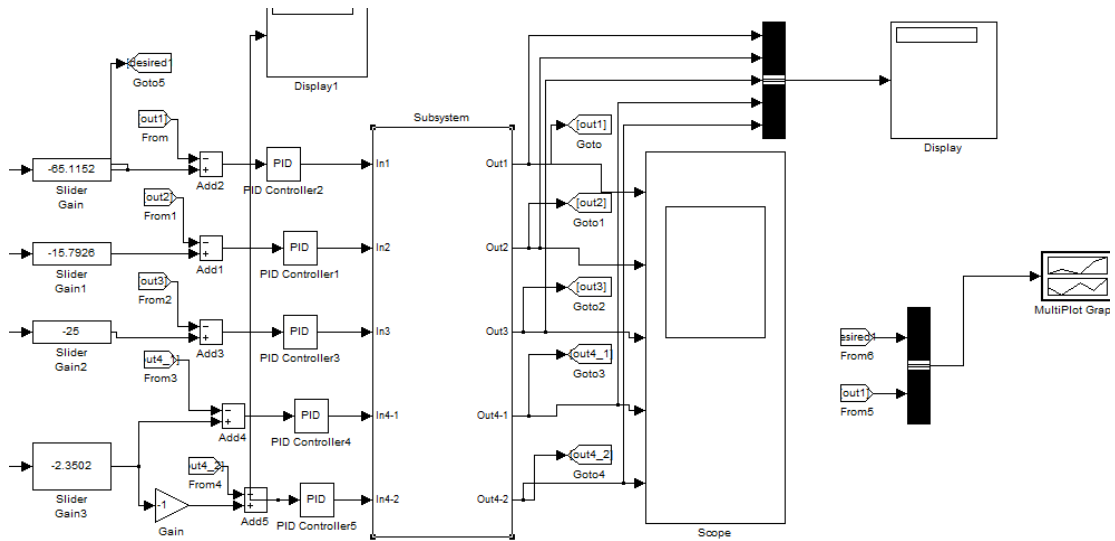 [desired1
Goto5
Display1
[out1]
From
-65.1152
Slider
Gain
Add2
PID
PID Controller2
[out2]
From1
-15.7926
Slider
Gain1
Add1
PID
PID Controller1
[out3]
From2
-25
Slider
Gain2
Add3
PID
PID Controller3
out4_1
From3
Add4
PID
PID Controller4
-2.3502
Slider
Gain3
-1
Gain
out4_2
From4
Add5
PID
PID Controller5
Subsystem
In1
In2
In3
In4-1
In4-2
Out1
Out2
Out3
Out4-1
Out4-2
[out1]
Goto
[out2]
Goto1
[out3]
Goto2
[out4_1]
Goto3
[out4_2]
Goto4
Scope
Display
esired1
From6
[out1]
From5
MultiPlot Grap